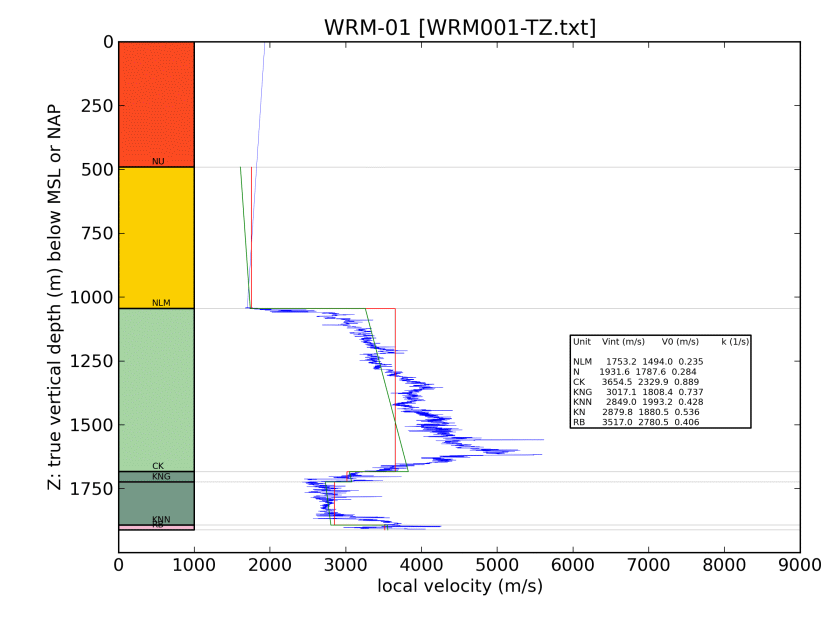 WRM-01 [WRM001-TZ.txt]
0
250
500
750
1000
1250
1500
1750
Z: true vertical depth (m) below MSL or NAP
NU
NLM
CK
KNG
KNN
RB
Unit Vint (m/s) V0 (m/s) k (1/s)
NLM 1753.2 1494.0 0.235
N 1931.6 1787.6 0.284
CK 3654.5 2329.9 0.889
KNG 3017.1 1808.4 0.737
KNN 2849.0 1993.2 0.428
KN 2879.8 1880.5 0.536
RB 3517.0 2780.5 0.406
0 1000 2000 3000 4000 5000 6000 7000 8000 9000
local velocity (m/s)